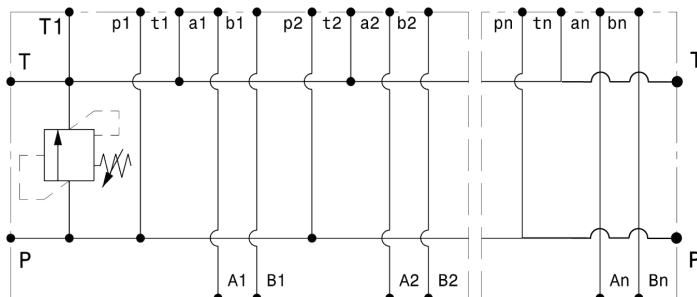 T1 p1 t1 a1 b1 p2 t2 a2 b2 pn tn an bn
T T
P P
A1 B1 A2 B2 An Bn